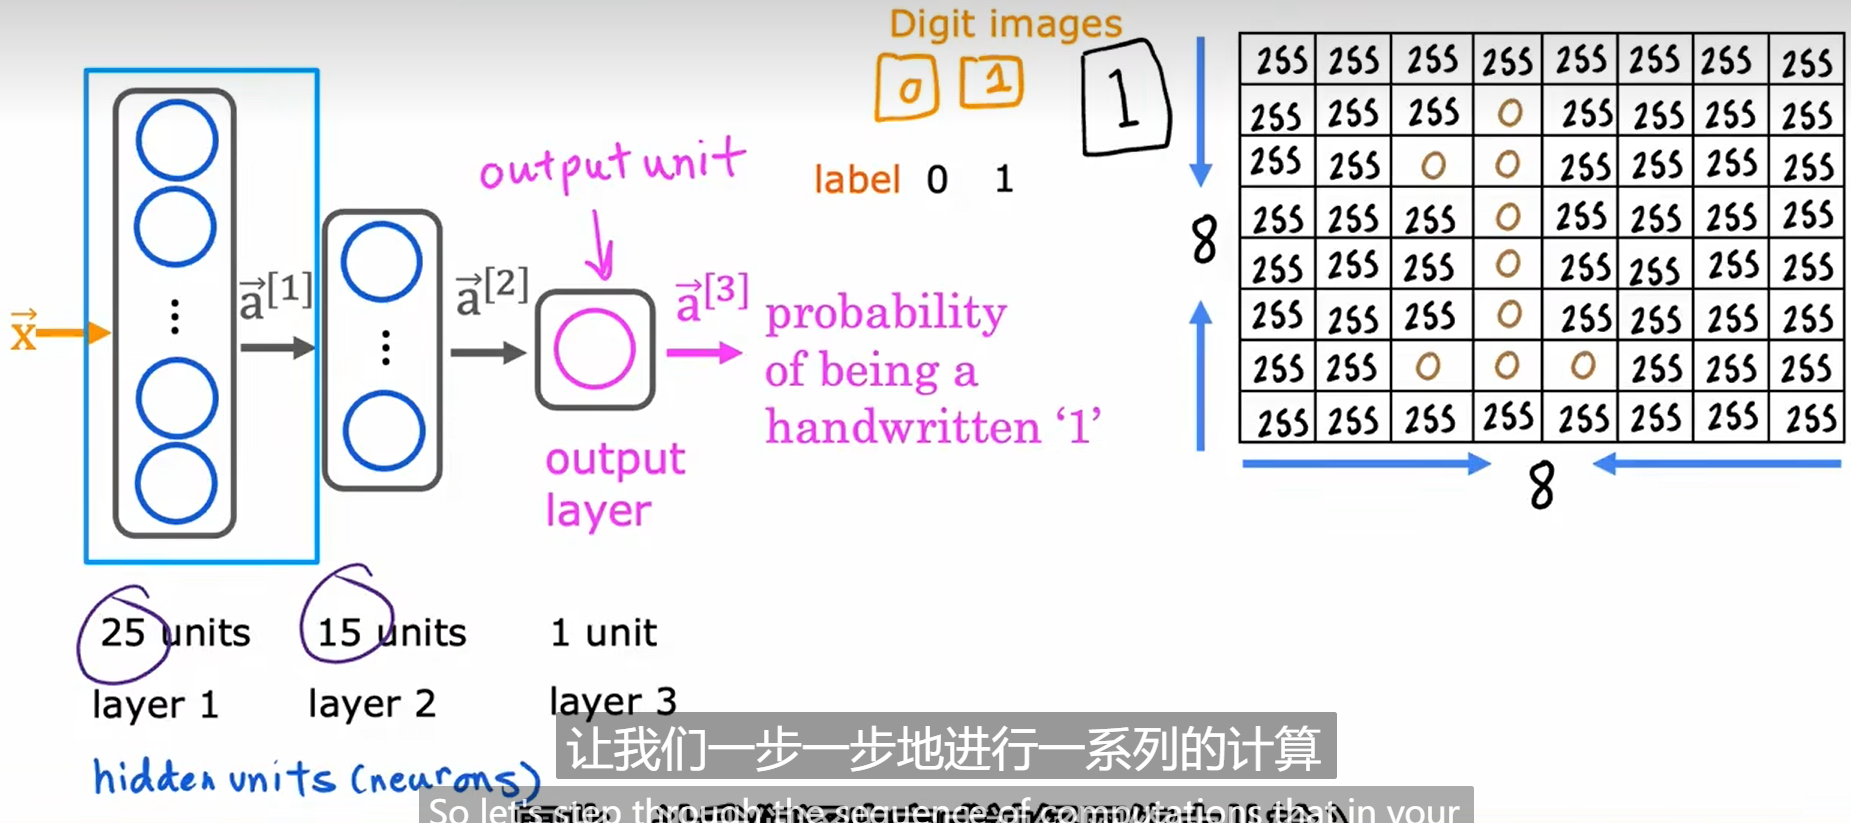 Digit images
0 1 1
output unit
label 0 1
x⃗
a⃗[1]
a⃗[2]
a⃗[3]
probability
of being a
handwritten ‘1’
output
layer
25 units 15 units 1 unit
layer 1 layer 2 layer 3
hidden units (neurons)
255 255 255 255 255 255 255 255
255 255 255 0 255 255 255 255
255 255 0 0 255 255 255 255
255 255 255 0 255 255 255 255
255 255 255 0 255 255 255 255
255 255 255 0 255 255 255 255
255 255 0 0 0 255 255 255
255 255 255 255 255 255 255 255
8
8
让我们一步一步地进行一系列的计算
So let's step through the sequence of computations that in your